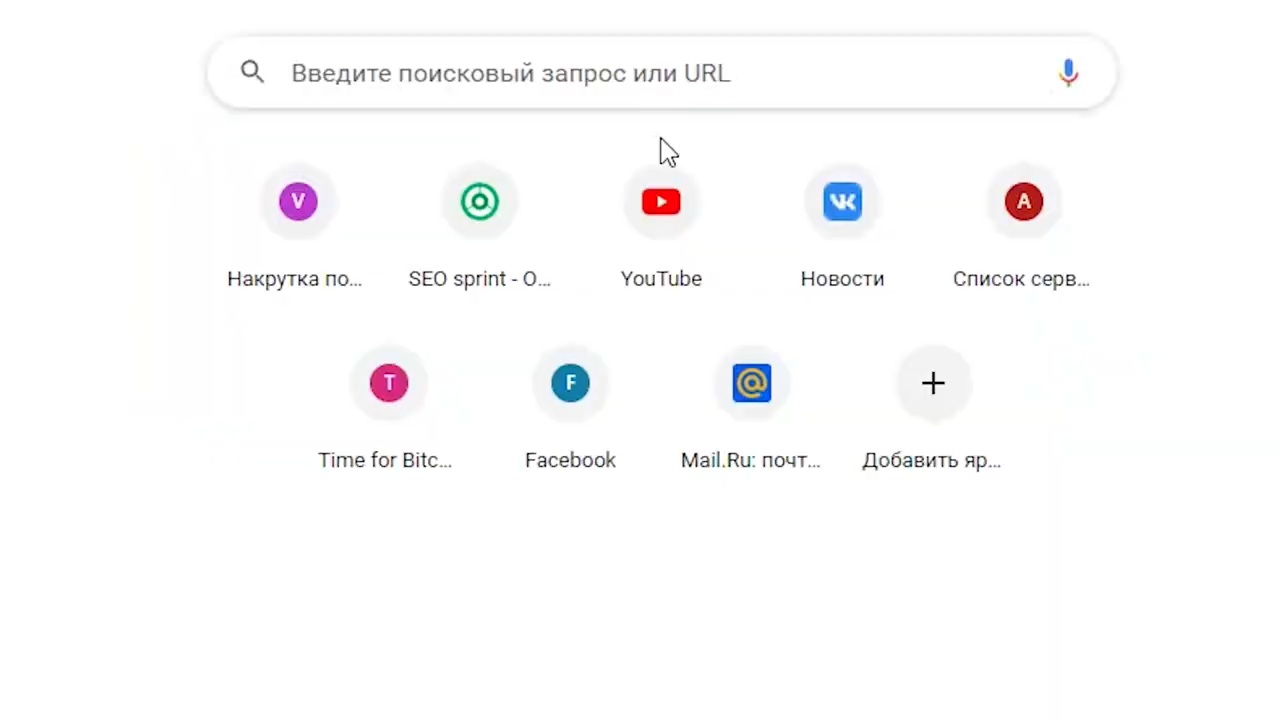 Введите поисковый запрос или URL
V
A
Накрутка по...
SEO sprint - О...
YouTube
Новости
Список серв...
T
F
@
Time for Bitc...
Facebook
Mail.Ru: почт...
Добавить яр...